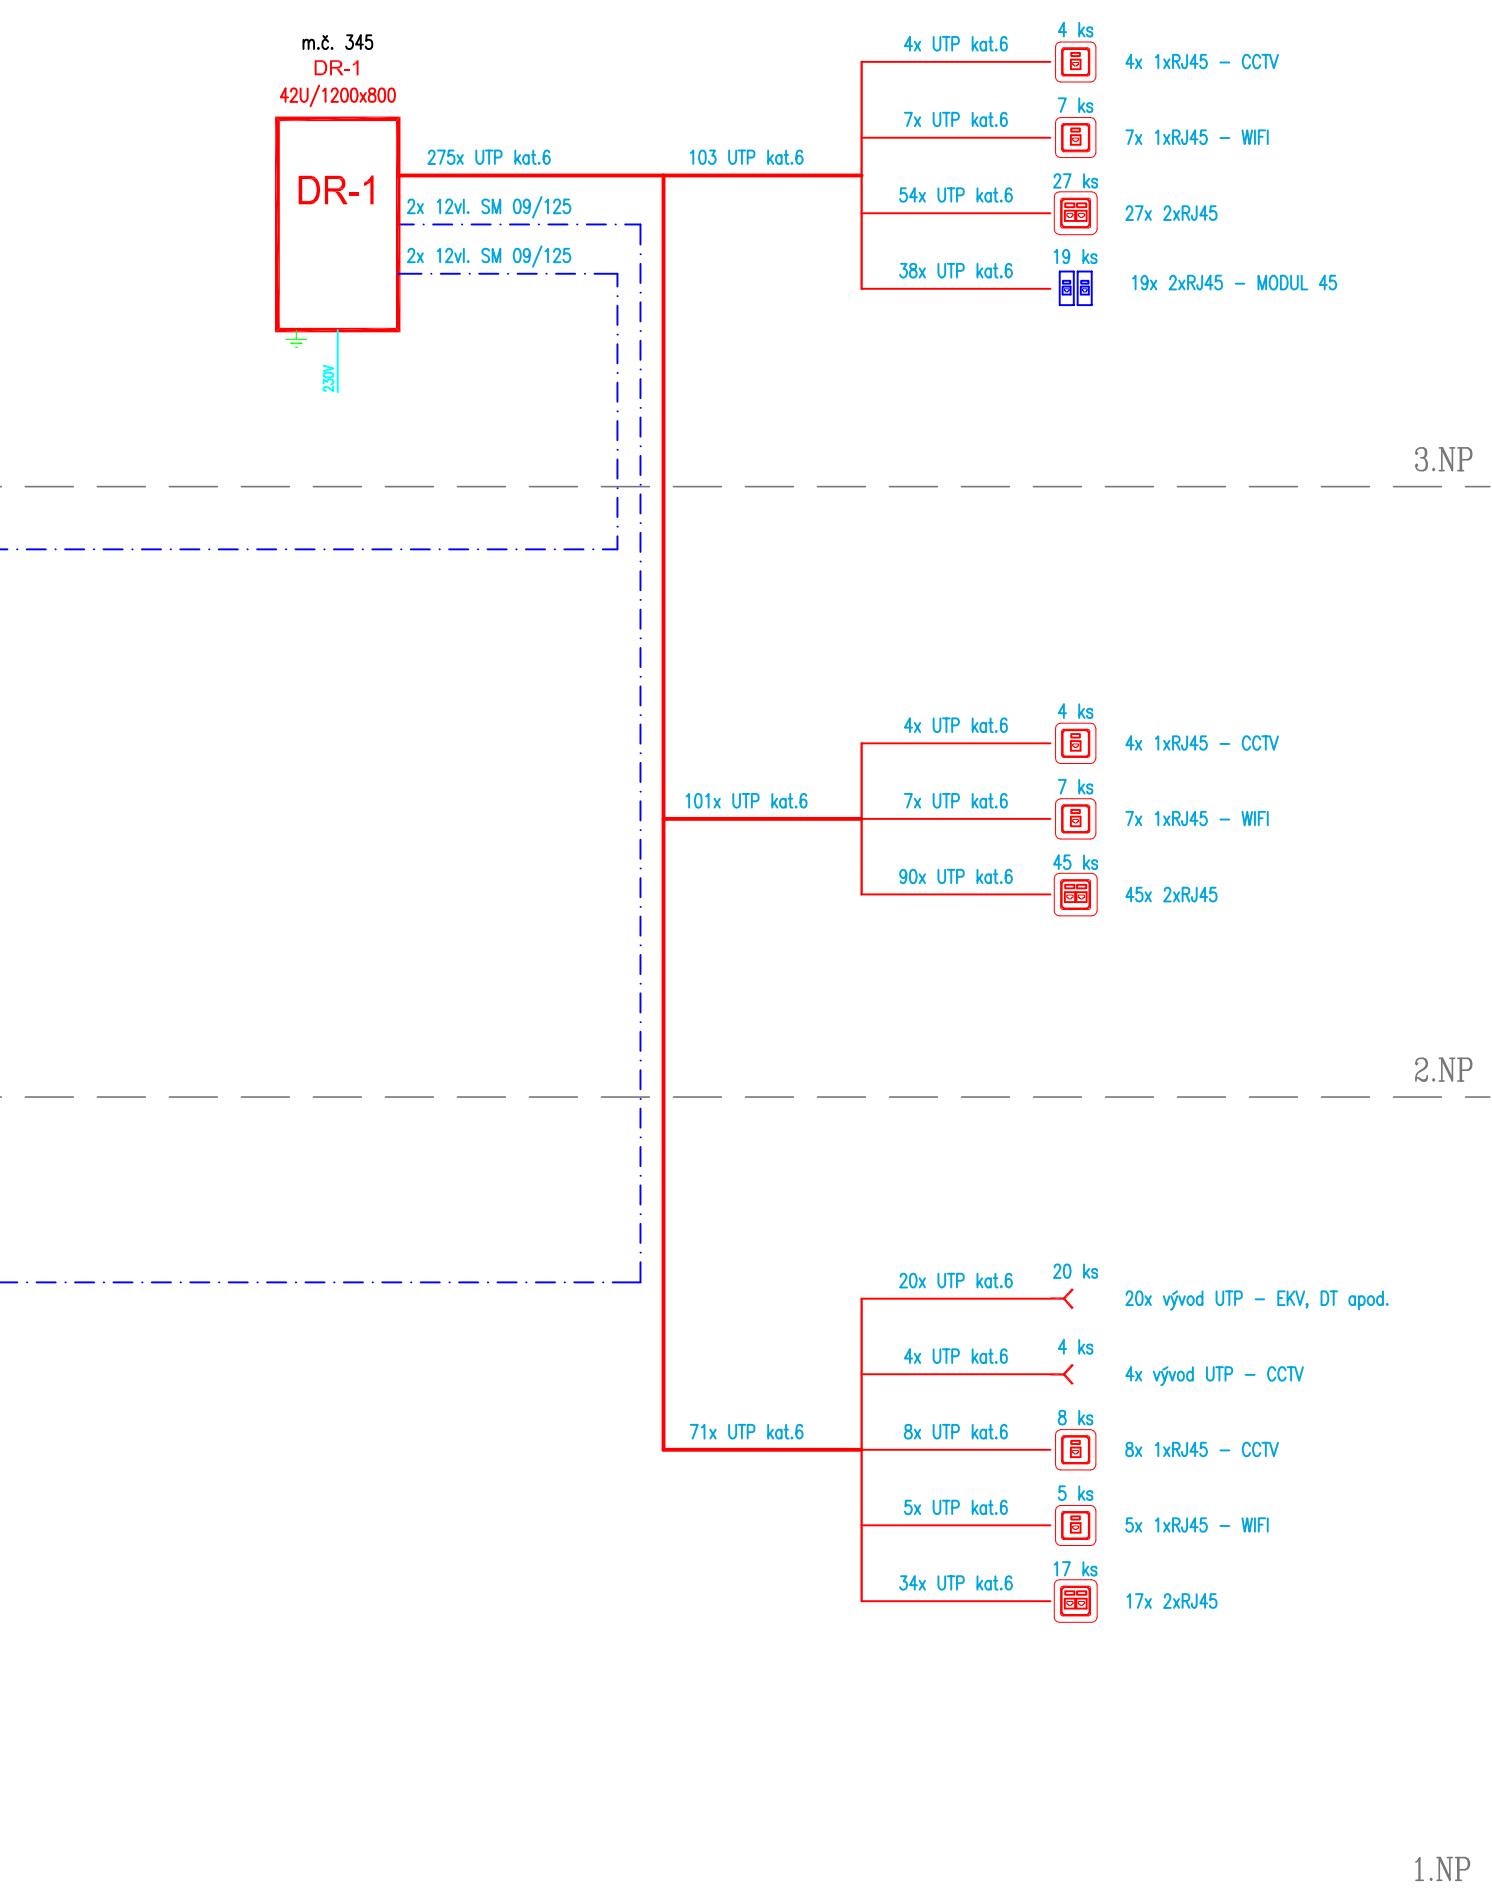 m.č. 345
DR-1
42U/1200x800
DR-1
230V
275x UTP kat.6
103 UTP kat.6
2x 12vl. SM 09/125
2x 12vl. SM 09/125
4x UTP kat.6
4 ks
4x 1xRJ45 – CCTV
7x UTP kat.6
7 ks
7x 1xRJ45 – WIFI
54x UTP kat.6
27 ks
27x 2xRJ45
38x UTP kat.6
19 ks
19x 2xRJ45 – MODUL 45
3.NP
101x UTP kat.6
4x UTP kat.6
4 ks
4x 1xRJ45 – CCTV
7x UTP kat.6
7 ks
7x 1xRJ45 – WIFI
90x UTP kat.6
45 ks
45x 2xRJ45
2.NP
71x UTP kat.6
20x UTP kat.6
20 ks
20x vývod UTP – EKV, DT apod.
4x UTP kat.6
4 ks
4x vývod UTP – CCTV
8x UTP kat.6
8 ks
8x 1xRJ45 – CCTV
5x UTP kat.6
5 ks
5x 1xRJ45 – WIFI
34x UTP kat.6
17 ks
17x 2xRJ45
1.NP